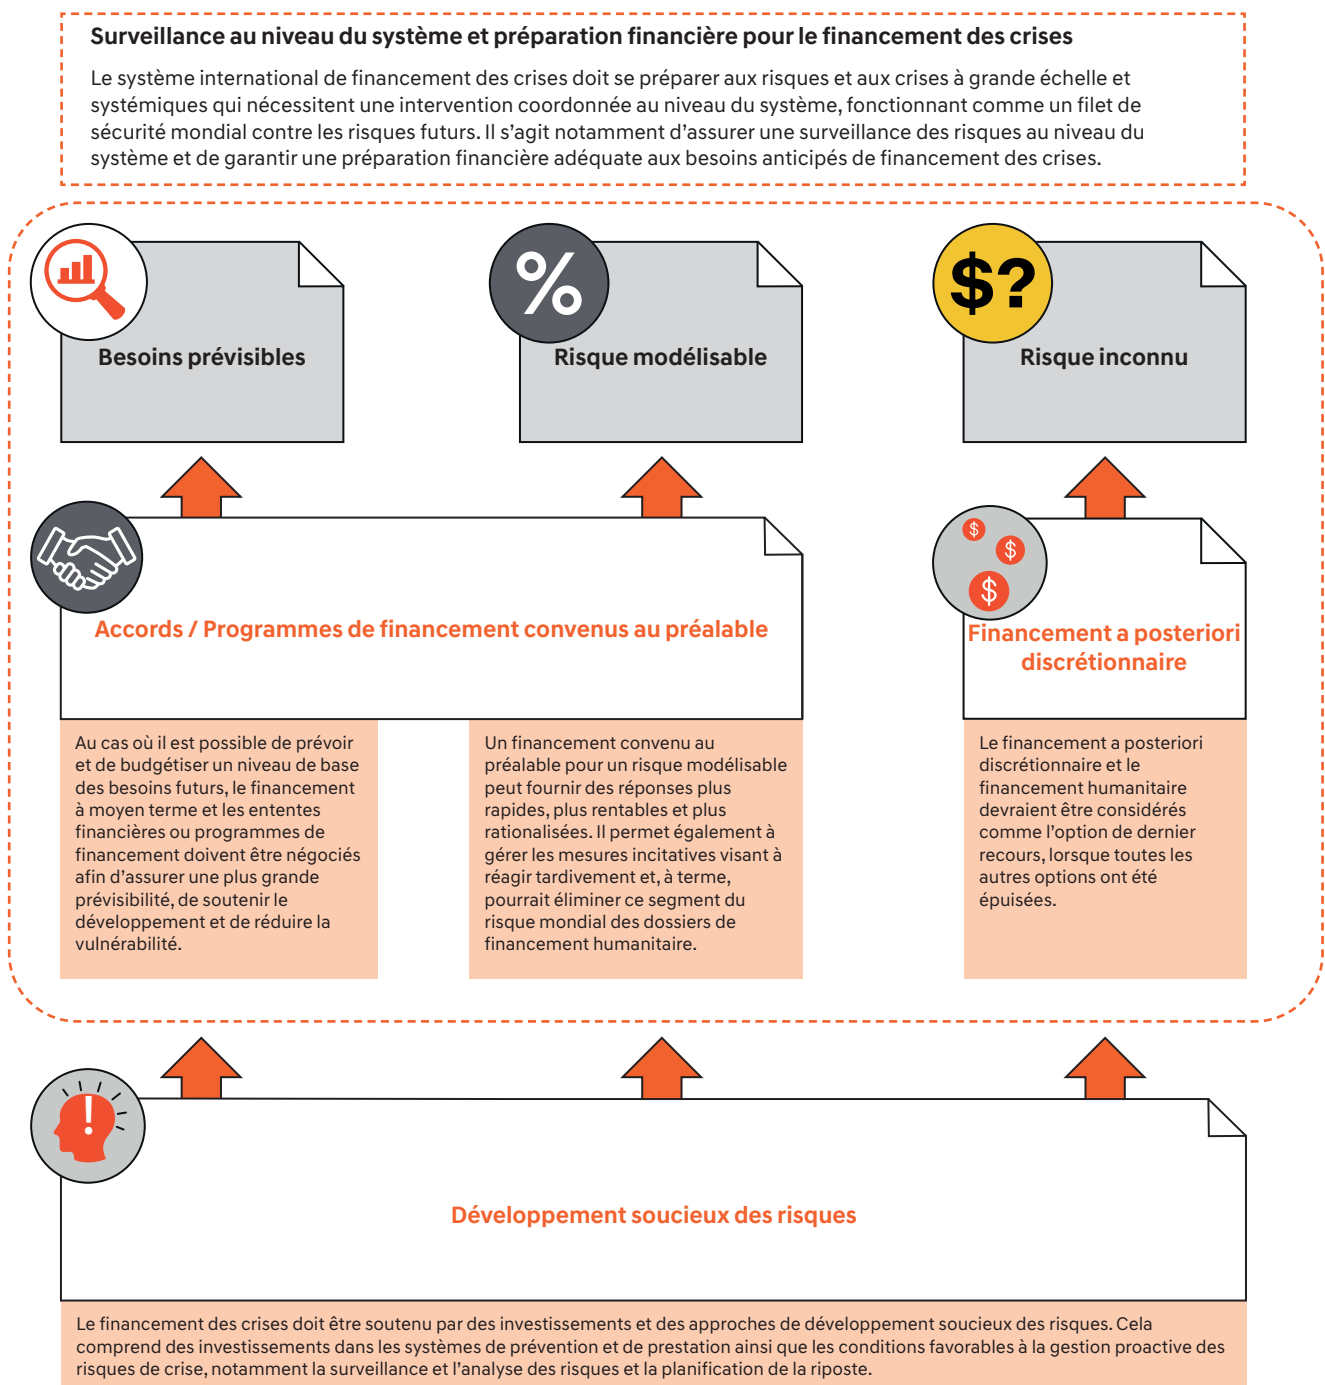 Surveillance au niveau du système et préparation financière pour le financement des crises
Le système international de financement des crises doit se préparer aux risques et aux crises à grande échelle et
systémiques qui nécessitent une intervention coordonnée au niveau du système, fonctionnant comme un filet de
sécurité mondial contre les risques futurs. Il s’agit notamment d’assurer une surveillance des risques au niveau du
système et de garantir une préparation financière adéquate aux besoins anticipés de financement des crises.
%
$?
Besoins prévisibles
Risque modélisable
Risque inconnu
$
$
$
Accords / Programmes de financement convenus au préalable
Financement a posteriori
discrétionnaire
Au cas où il est possible de prévoir
et de budgétiser un niveau de base
des besoins futurs, le financement
à moyen terme et les ententes
financières ou programmes de
financement doivent être négociés
afin d’assurer une plus grande
prévisibilité, de soutenir le
développement et de réduire la
vulnérabilité.
Un financement convenu au
préalable pour un risque modélisable
peut fournir des réponses plus
rapides, plus rentables et plus
rationalisées. Il permet également à
gérer les mesures incitatives visant à
réagir tardivement et, à terme,
pourrait éliminer ce segment du
risque mondial des dossiers de
financement humanitaire.
Le financement a posteriori
discrétionnaire et le
financement humanitaire
devraient être considérés
comme l’option de dernier
recours, lorsque toutes les
autres options ont été
épuisées.
!
Développement soucieux des risques
Le financement des crises doit être soutenu par des investissements et des approches de développement soucieux des risques. Cela
comprend des investissements dans les systèmes de prévention et de prestation ainsi que les conditions favorables à la gestion proactive des
risques de crise, notamment la surveillance et l’analyse des risques et la planification de la riposte.